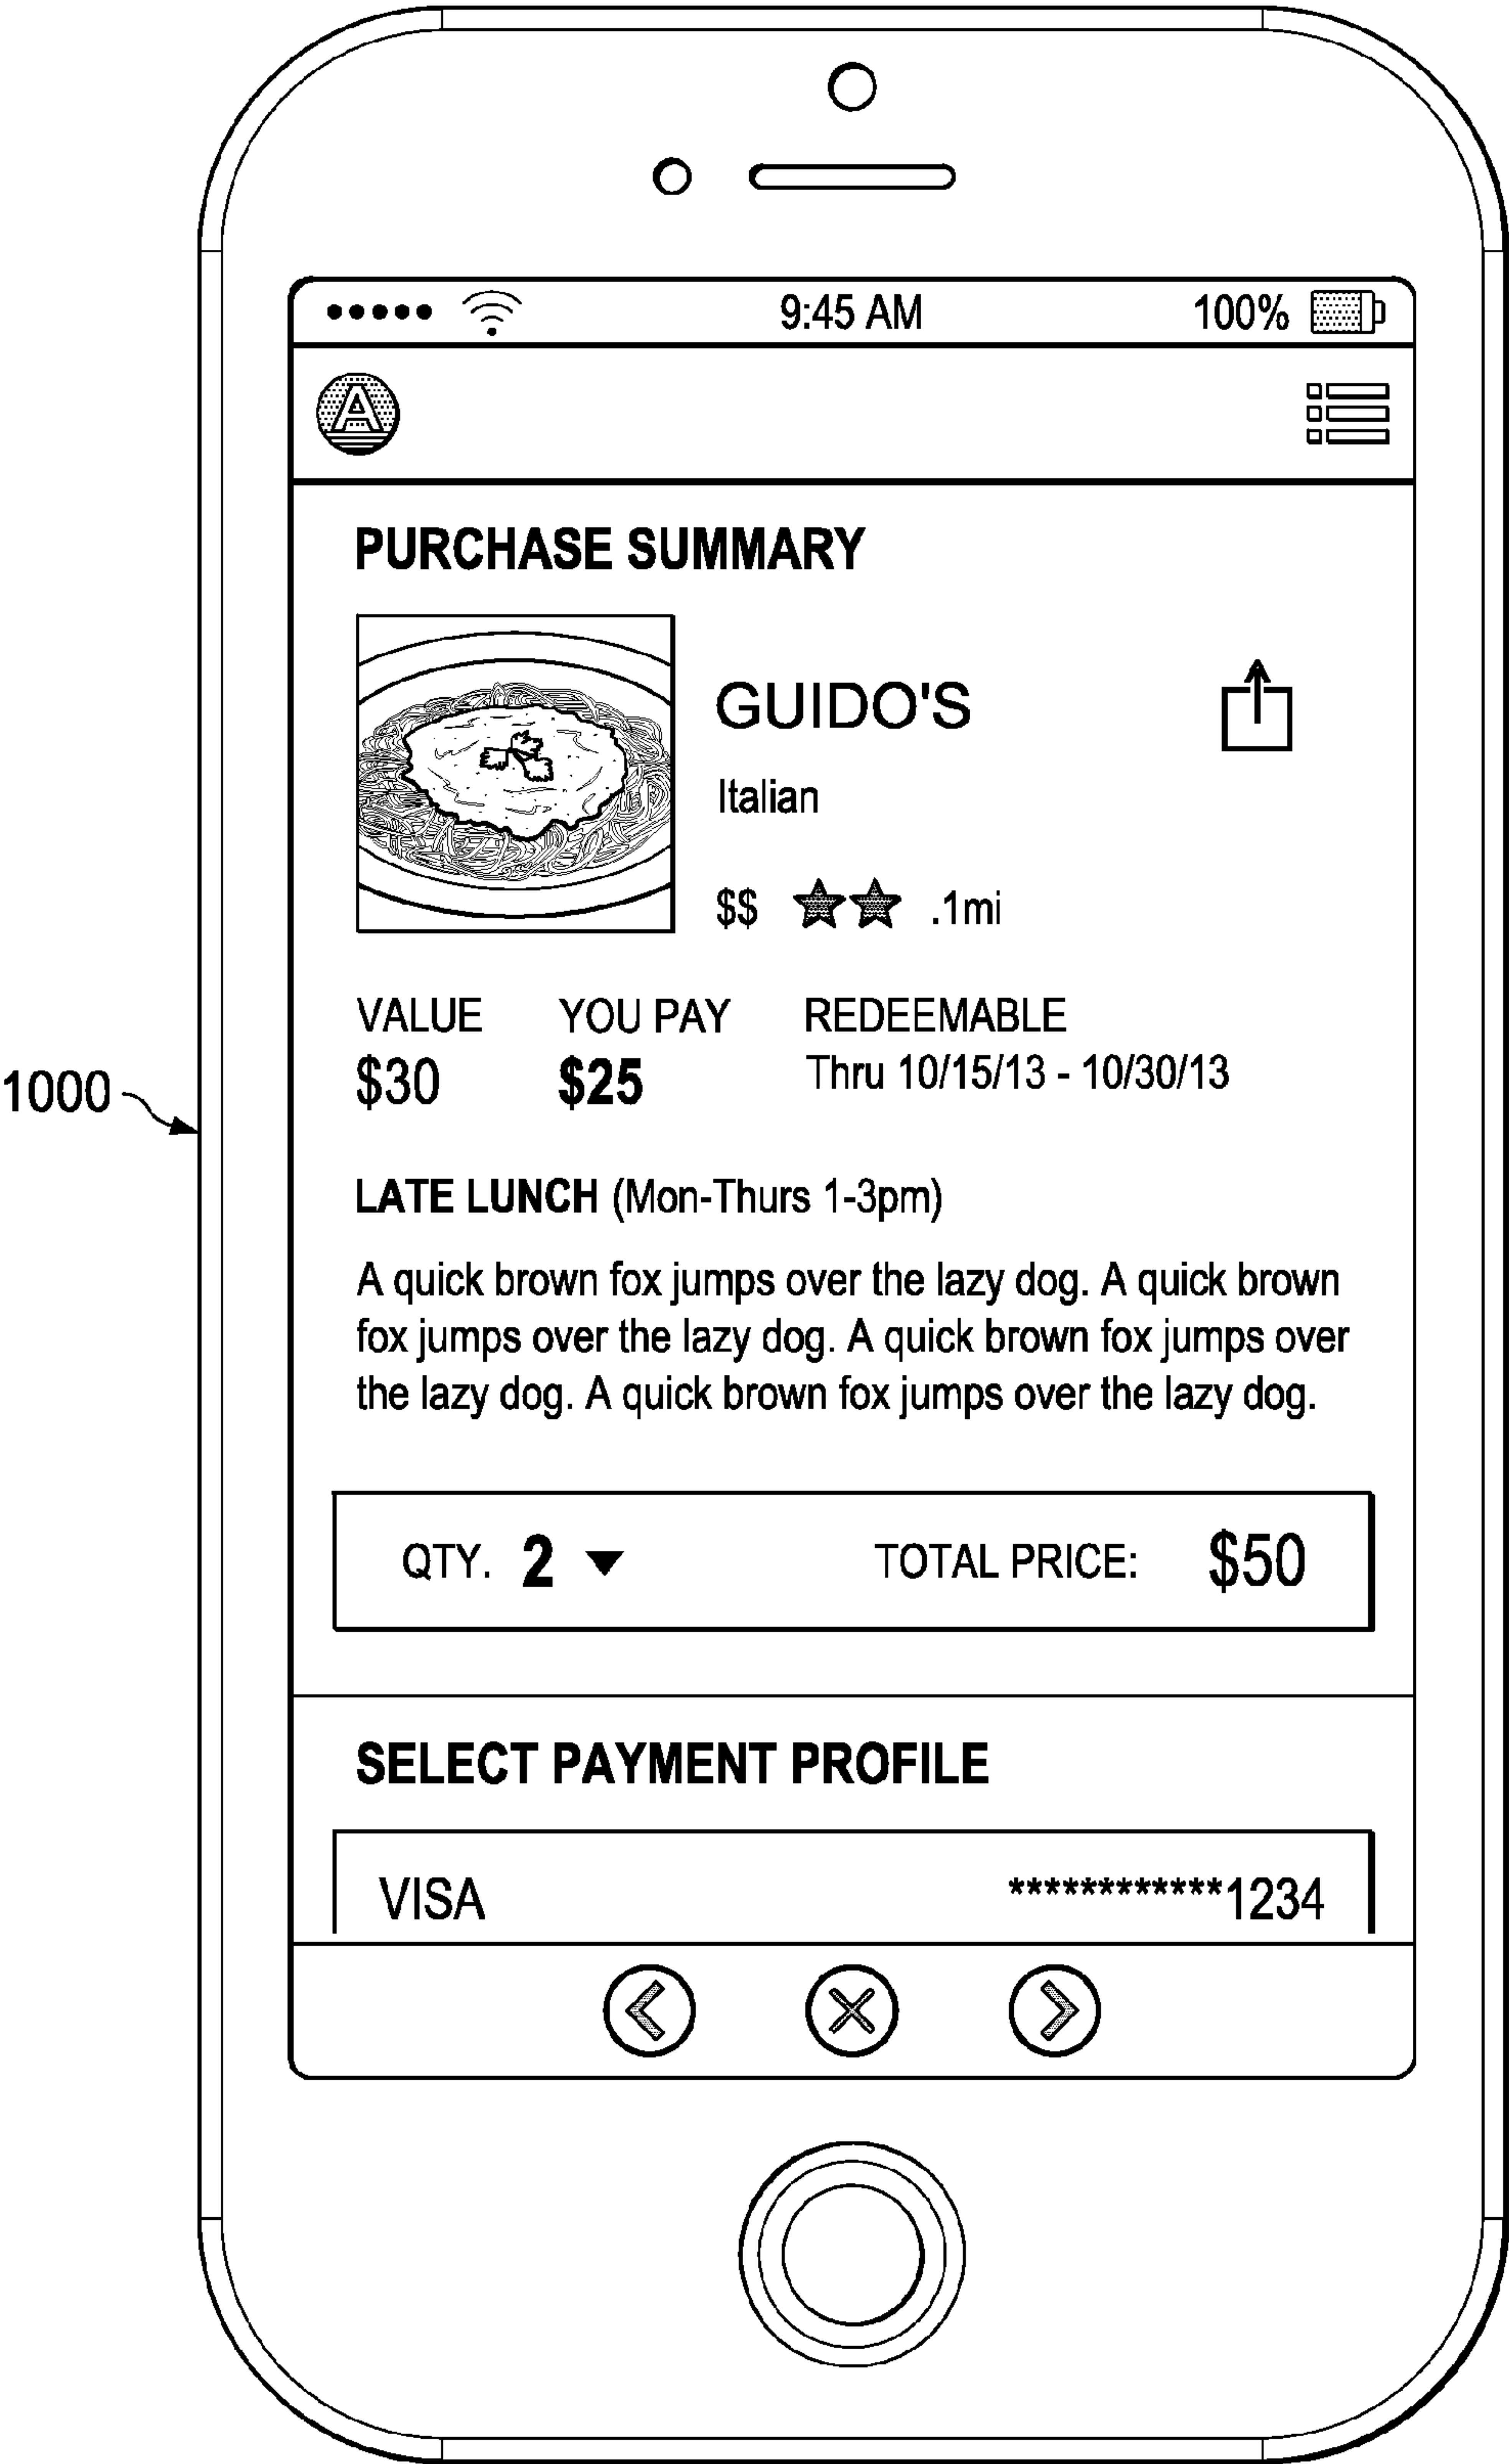 9:45 AM 100%
A
PURCHASE SUMMARY
GUIDO'S
Italian
$$ .1mi
VALUE YOU PAY REDEEMABLE
$30 $25 Thru 10/15/13 - 10/30/13
1000
LATE LUNCH (Mon-Thurs 1-3pm)
A quick brown fox jumps over the lazy dog. A quick brown
fox jumps over the lazy dog. A quick brown fox jumps over
the lazy dog. A quick brown fox jumps over the lazy dog.
QTY. 2 TOTAL PRICE: $50
SELECT PAYMENT PROFILE
VISA ************1234